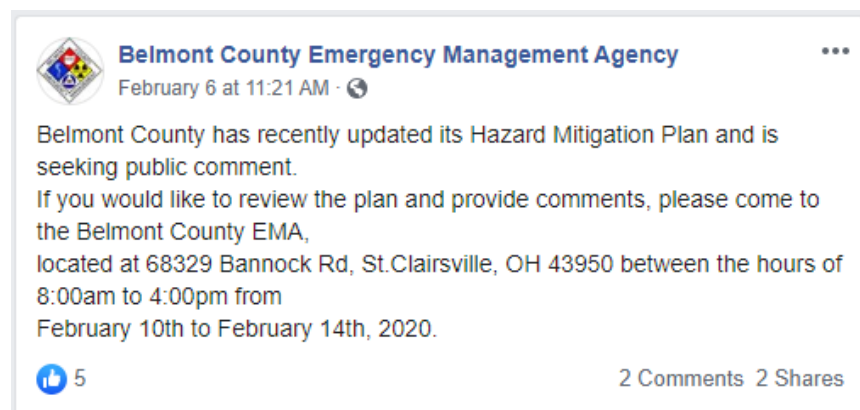 Belmont County Emergency Management Agency
February 6 at 11:21 AM ·
Belmont County has recently updated its Hazard Mitigation Plan and is
seeking public comment.
If you would like to review the plan and provide comments, please come to
the Belmont County EMA,
located at 68329 Bannock Rd, St.Clairsville, OH 43950 between the hours of
8:00am to 4:00pm from
February 10th to February 14th, 2020.
5 2 Comments 2 Shares